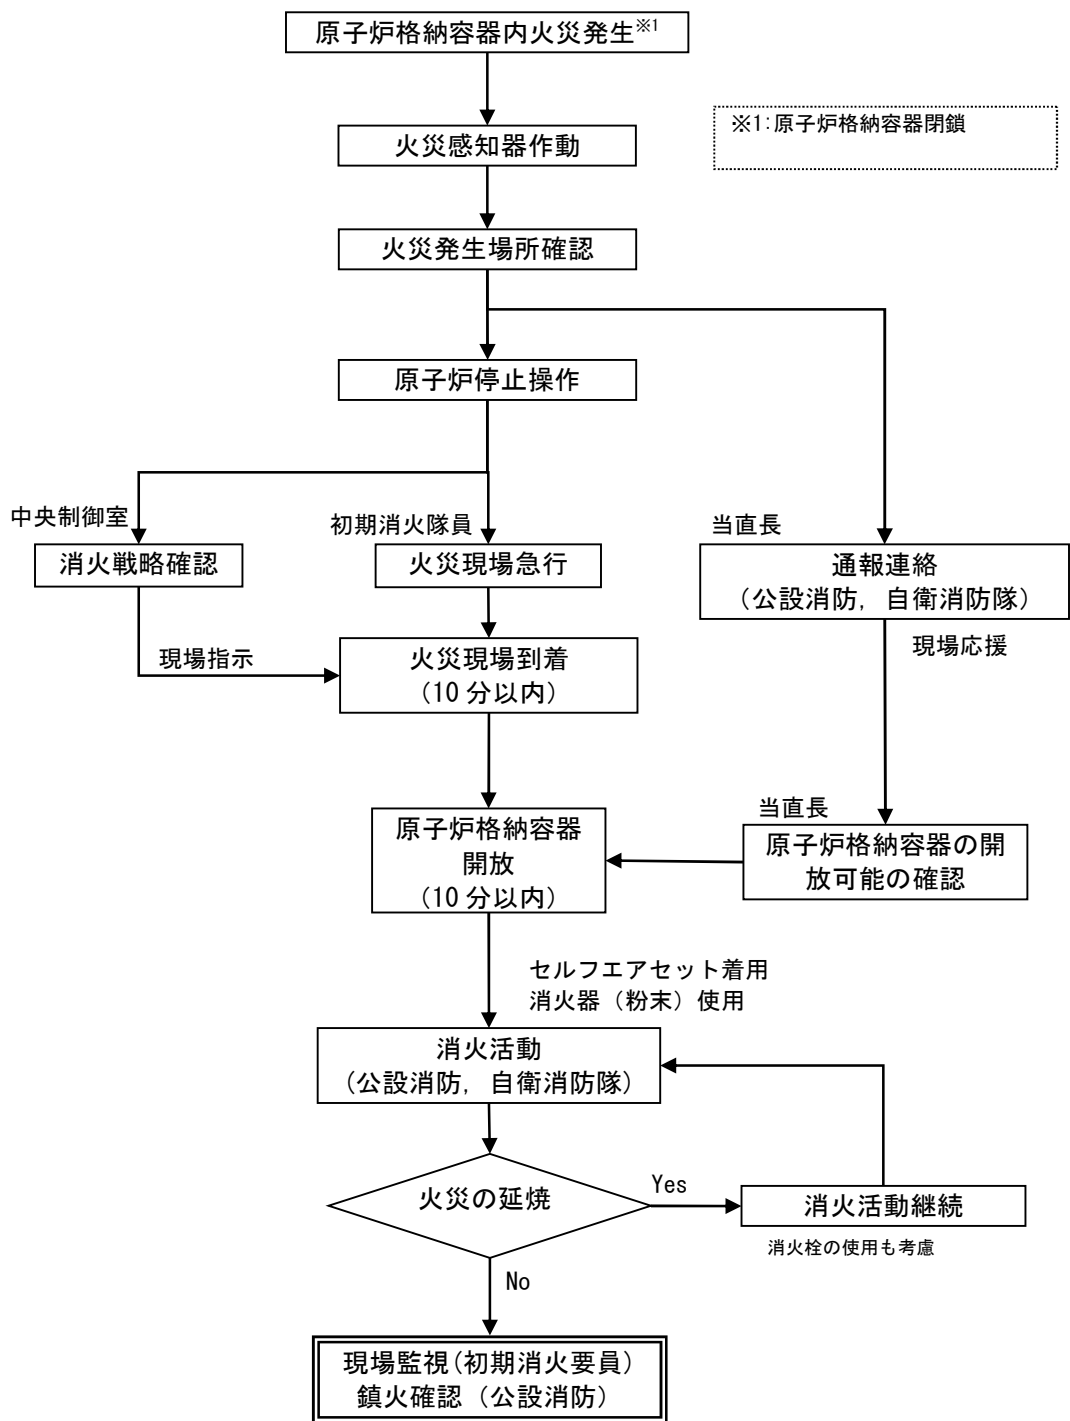 原子炉格納容器内火災発生※1
※1:原子炉格納容器閉鎖
火災感知器作動
火災発生場所確認
原子炉停止操作
中央制御室
初期消火隊員
当直長
消火戦略確認
火災現場急行
通報連絡
(公設消防, 自衛消防隊)
現場指示
火災現場到着
(10 分以内)
現場応援
当直長
原子炉格納容器
開放
(10 分以内)
原子炉格納容器の開
放可能の確認
セルフエアセット着用
消火器（粉末）使用
消火活動
(公設消防, 自衛消防隊)
火災の延焼
Yes
消火活動継続
消火栓の使用も考慮
No
現場監視(初期消火要員)
鎮火確認（公設消防）